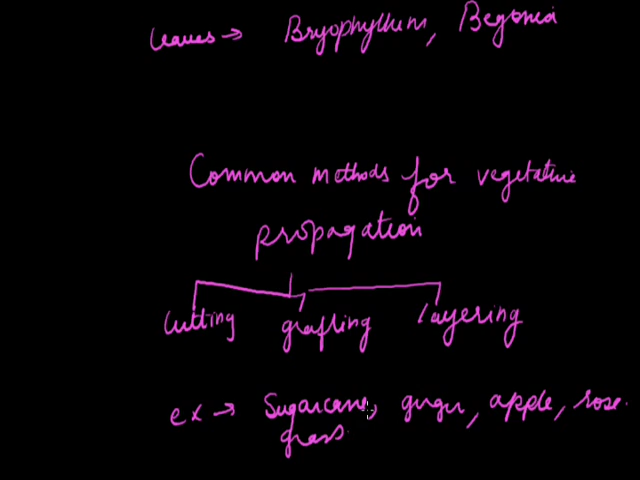 leaves → Bryophyllum, Begonia
Common methods for vegetative
propagation
Cutting grafting layering
ex → Sugarcane, ginger, apple, rose.
grass.